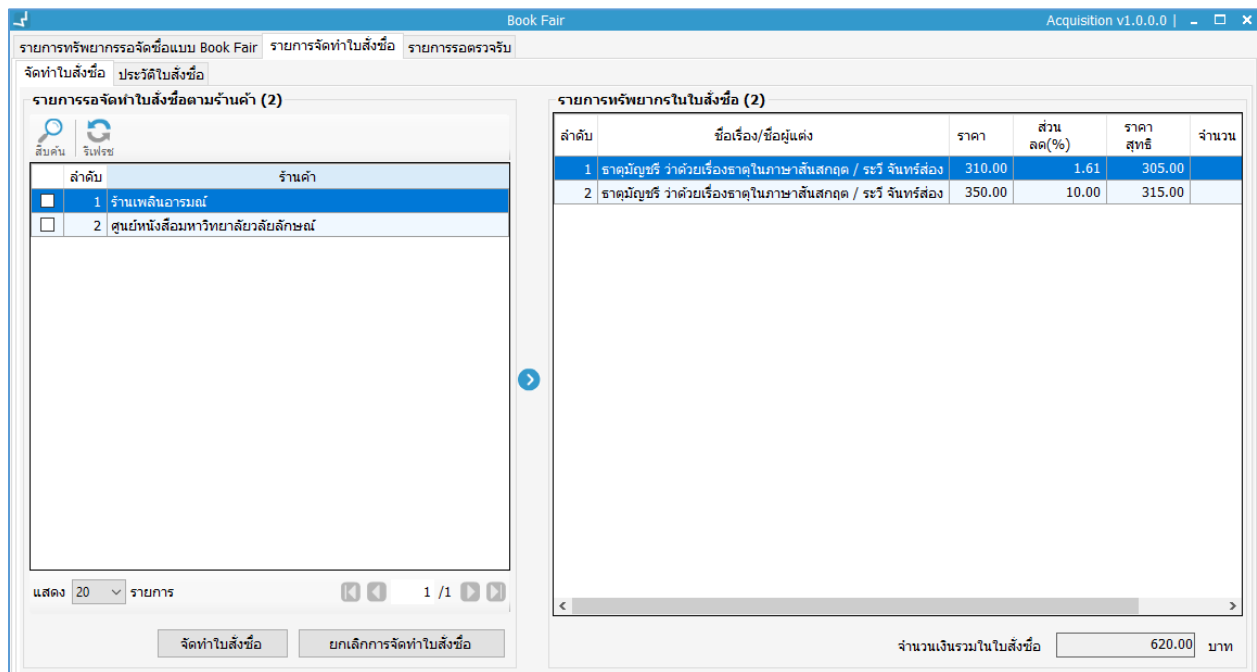 Book Fair
Acquisition v1.0.0.0 |
รายการทรัพยากรรอจัดซื้อแบบ Book Fair รายการจัดทำใบสั่งซื้อ รายการรอตรวจรับ
จัดทำใบสั่งซื้อ ประวัติใบสั่งซื้อ
รายการรอจัดทำใบสั่งซื้อตามร้านค้า (2)
สืบค้น รีเฟรช
ลำดับ ร้านค้า
1 ร้านเพลินอารมณ์
2 ศูนย์หนังสือมหาวิทยาลัยวลัยลักษณ์
แสดง 20 รายการ 1 /1
จัดทำใบสั่งซื้อ ยกเลิกการจัดทำใบสั่งซื้อ
รายการทรัพยากรในใบสั่งซื้อ (2)
ลำดับ ชื่อเรื่อง/ชื่อผู้แต่ง ราคา ส่วนลด(%) ราคาสุทธิ จำนวน
1 ธาตุมัญชรี ว่าด้วยเรื่องธาตุในภาษาสันสกฤต / ระวี จันทร์ส่อง 310.00 1.61 305.00
2 ธาตุมัญชรี ว่าด้วยเรื่องธาตุในภาษาสันสกฤต / ระวี จันทร์ส่อง 350.00 10.00 315.00
จำนวนเงินรวมในใบสั่งซื้อ 620.00 บาท